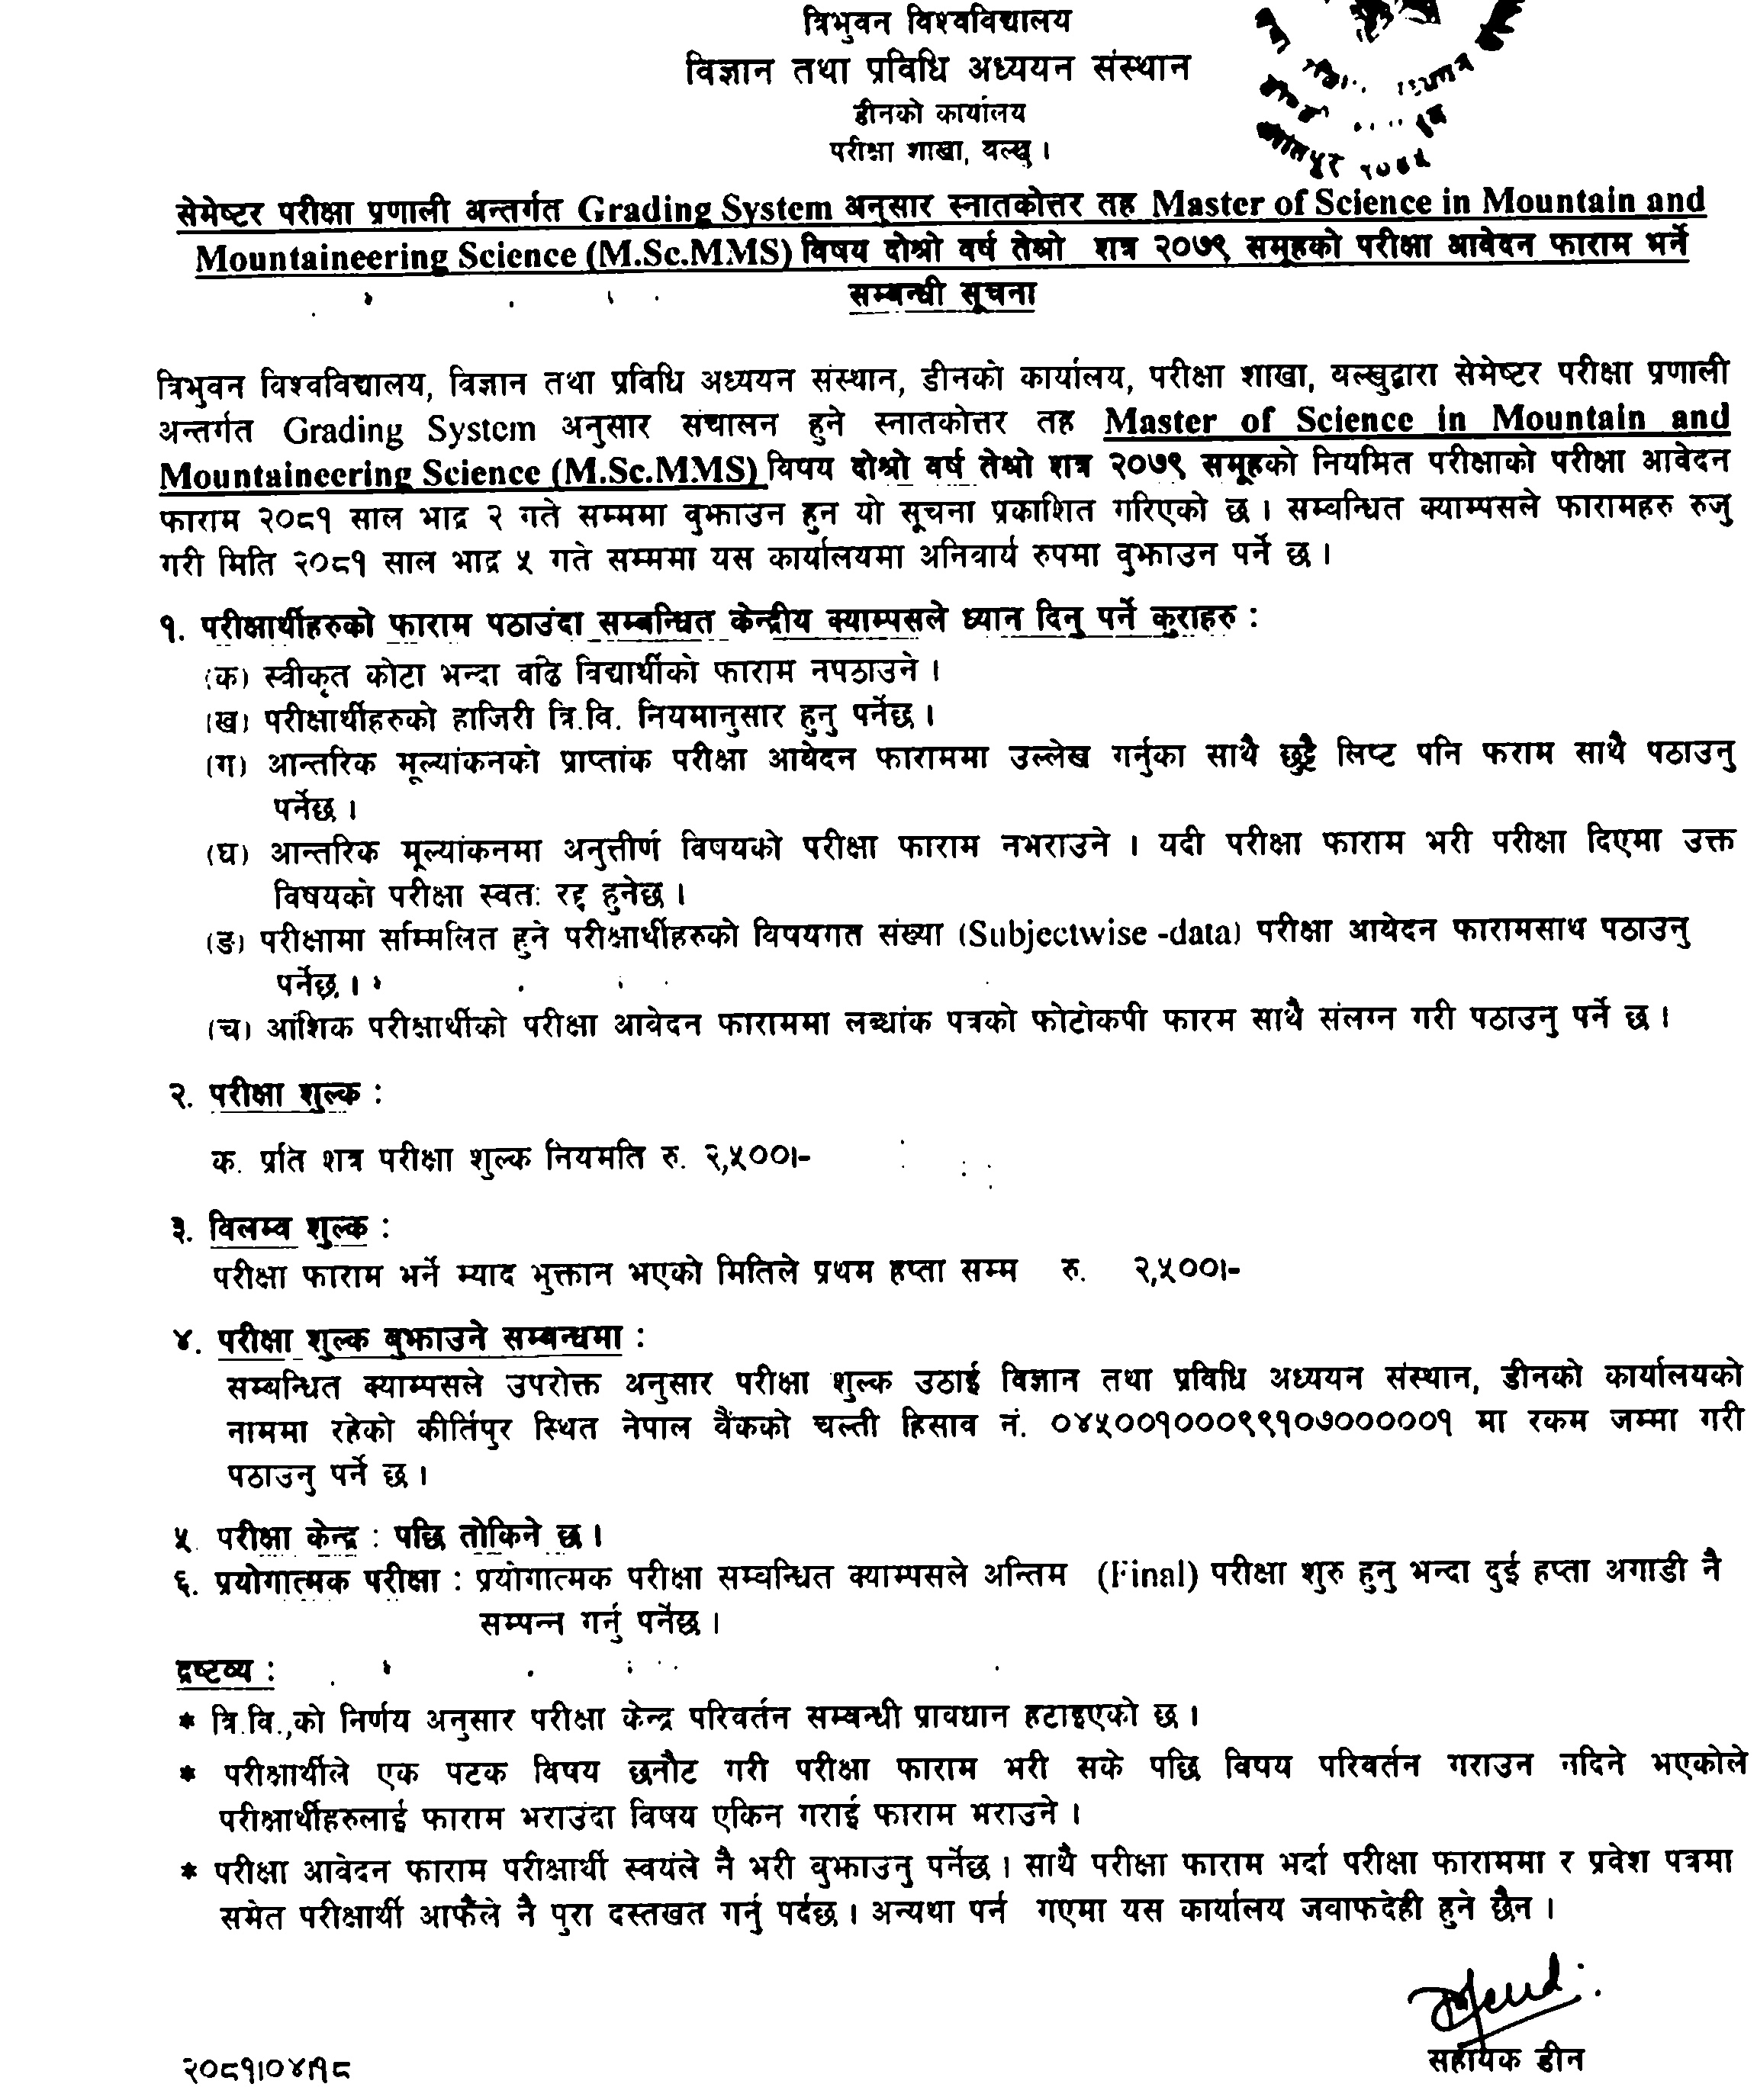 त्रिभुवन विश्वविद्यालय
विज्ञान तथा प्रविधि अध्ययन संस्थान
डीनको कार्यालय
परीक्षा शाखा, वल्खु ।
२०४५
सेमेष्टर परीक्षा प्रणाली अन्तर्गत Grading System अनुसार स्नातकोत्तर तह Master of Science in Mountain and
Mountaineering Science (M.Sc.MMS) विषय दोश्रो वर्ष तेश्रो शत्र २०७९ समूहको परीक्षा आवेदन फाराम भर्ने
सम्बन्धी सूचना
त्रिभुवन विश्वविद्यालय, विज्ञान तथा प्रविधि अध्ययन संस्थान, डीनको कार्यालय, परीक्षा शाखा, वल्खुद्वारा सेमेष्टर परीक्षा प्रणाली
अन्तर्गत Grading System अनुसार संचालन हुने स्नातकोत्तर तह Master of Science in Mountain and
Mountaineering Science (M.Sc.MMS) विषय दोश्रो वर्ष तेश्रो शत्र २०७९ समूहको नियमित परीक्षाको परीक्षा आवेदन
फाराम २०८१ साल भाद्र २ गते सम्ममा वुझाउन हुन यो सूचना प्रकाशित गरिएको छ । सम्वन्धित क्याम्पसले फारामहरु रुजु
गरी मिति २०८१ साल भाद्र ५ गते सम्ममा यस कार्यालयमा अनिवार्य रुपमा वुझाउन पर्ने छ ।
१. परीक्षार्थीहरुको फाराम पठाउंदा सम्बन्धित केन्द्रीय क्याम्पसले ध्यान दिनु पर्ने कुराहरु :
(क) स्वीकृत कोटा भन्दा वढि विद्यार्थीको फाराम नपठाउने ।
(ख) परीक्षार्थीहरुको हाजिरी त्रि.वि. नियमानुसार हुनु पर्नेछ ।
(ग) आन्तरिक मूल्यांकनको प्राप्तांक परीक्षा आवेदन फाराममा उल्लेख गर्नुका साथै छुट्टै लिष्ट पनि फराम साथै पठाउनु
पर्नेछ ।
(घ) आन्तरिक मूल्यांकनमा अनुत्तीर्ण विषयको परीक्षा फाराम नभराउने । यदी परीक्षा फाराम भरी परीक्षा दिएमा उक्त
विषयको परीक्षा स्वत: रद्द हुनेछ ।
(ङ) परीक्षामा सम्मिलित हुने परीक्षार्थीहरुको विषयगत संख्या (Subjectwise -data) परीक्षा आवेदन फारामसाथ पठाउनु
पर्नेछ ।
(च) आंशिक परीक्षार्थीको परीक्षा आवेदन फाराममा लब्धांक पत्रको फोटोकपी फारम साथै संलग्न गरी पठाउनु पर्ने छ ।
२. परीक्षा शुल्क :
क. प्रति शत्र परीक्षा शुल्क नियमति रु. २,५००।-
३. विलम्व शुल्क :
परीक्षा फाराम भर्ने म्याद भुक्तान भएको मितिले प्रथम हप्ता सम्म रु. २,५००।-
४. परीक्षा शुल्क बुझाउने सम्बन्धमा :
सम्बन्धित क्याम्पसले उपरोक्त अनुसार परीक्षा शुल्क उठाई विज्ञान तथा प्रविधि अध्ययन संस्थान, डीनको कार्यालयको
नाममा रहेको कीर्तिपुर स्थित नेपाल वैंकको चल्ती हिसाव नं. ०४५००१०००९९१०७००००००१ मा रकम जम्मा गरी
पठाउनु पर्ने छ ।
५. परीक्षा केन्द्र : पछि तोकिने छ ।
६. प्रयोगात्मक परीक्षा : प्रयोगात्मक परीक्षा सम्वन्धित क्याम्पसले अन्तिम (Final) परीक्षा शुरु हुनु भन्दा दुई हप्ता अगाडी नै
सम्पन्न गर्नु पर्नेछ ।
द्रष्टव्य :
* त्रि.वि.,को निर्णय अनुसार परीक्षा केन्द्र परिवर्तन सम्वन्धी प्रावधान हटाइएको छ ।
* परीक्षार्थीले एक पटक विषय छनौट गरी परीक्षा फाराम भरी सके पछि विषय परिवर्तन गराउन नदिने भएकोले
परीक्षार्थीहरुलाई फाराम भराउंदा विषय एकिन गराई फाराम भराउने ।
* परीक्षा आवेदन फाराम परीक्षार्थी स्वयंले नै भरी वुझाउनु पर्नेछ । साथै परीक्षा फाराम भर्दा परीक्षा फाराममा र प्रवेश पत्रमा
समेत परीक्षार्थी आफैंले नै पुरा दस्तखत गर्नु पर्दछ । अन्यथा पर्न गएमा यस कार्यालय जवाफदेही हुने छैन ।
सहायक डीन
२०८१।०४।१८